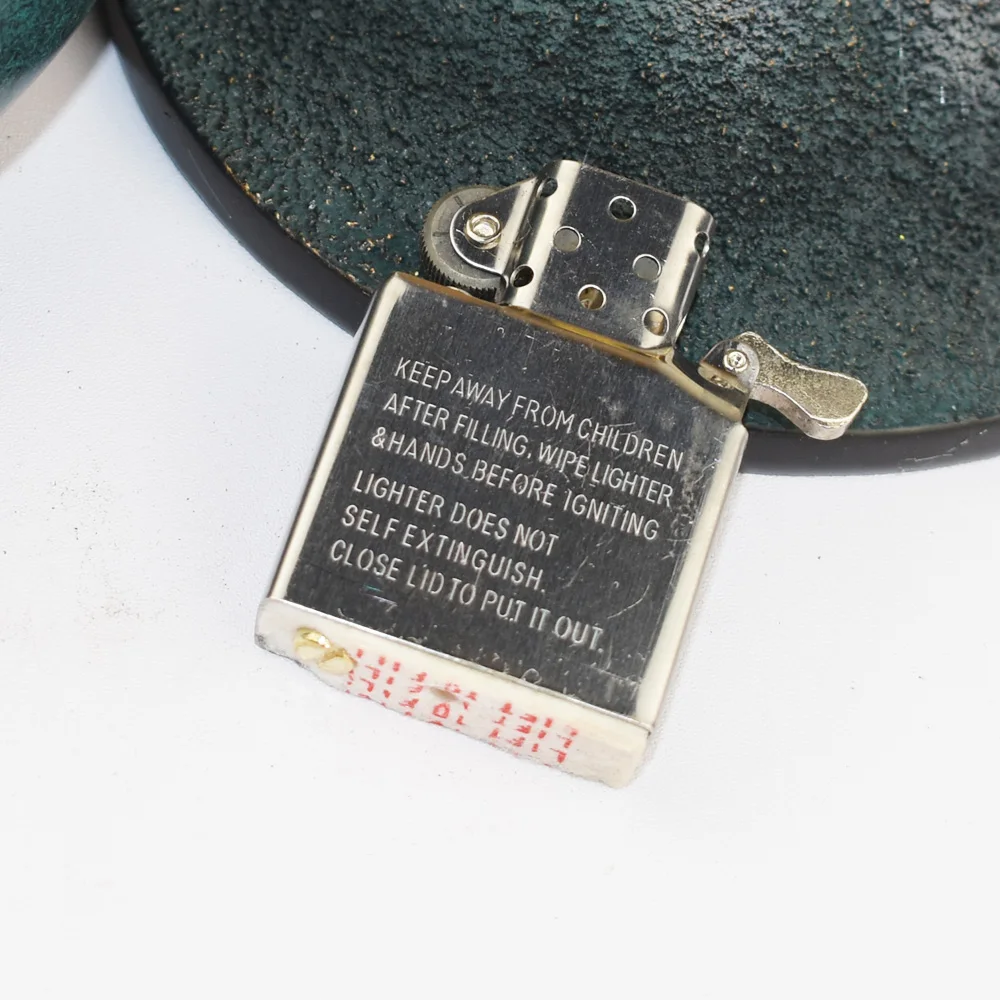 KEEP AWAY FROM CHILDREN
AFTER FILLING, WIPE LIGHTER
& HANDS BEFORE IGNITING
LIGHTER DOES NOT
SELF EXTINGUISH.
CLOSE LID TO PUT IT OUT.